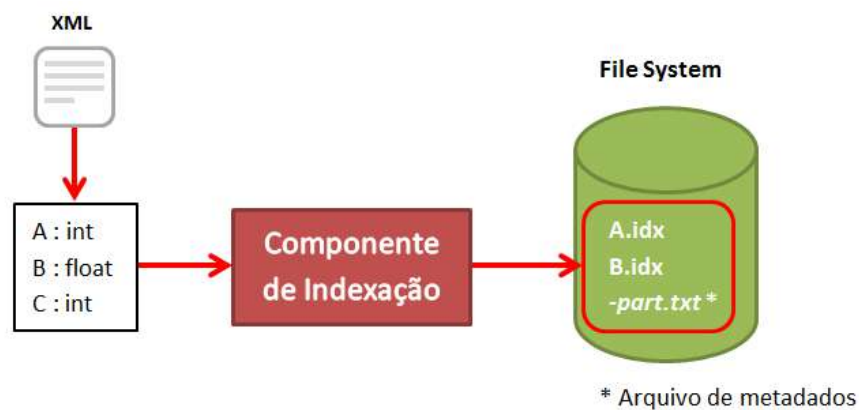 XML
File System
A : int
B : float
C : int
Componente
de Indexação
A.idx
B.idx
-part.txt *
* Arquivo de metadados